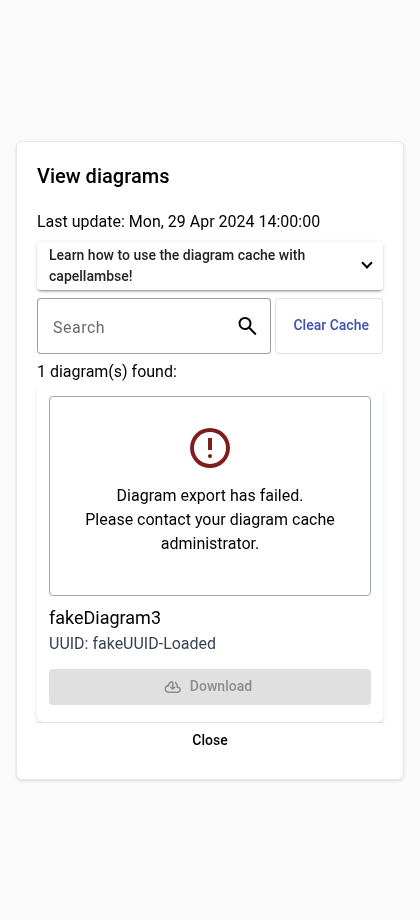 View diagrams
Last update: Mon, 29 Apr 2024 14:00:00
Learn how to use the diagram cache with
capellambse!
Search
Clear Cache
1 diagram(s) found:
Diagram export has failed.
Please contact your diagram cache
administrator.
fakeDiagram3
UUID: fakeUUID-Loaded
Download
Close